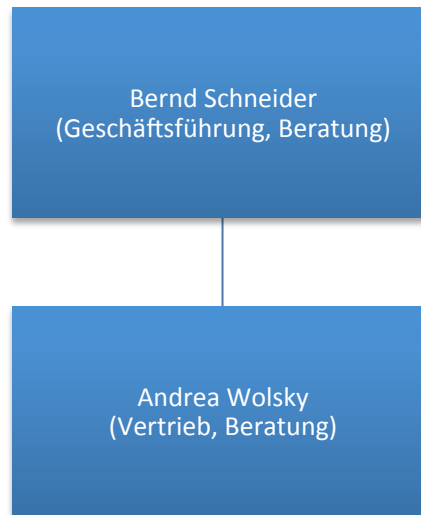 Bernd Schneider
(Geschäftsführung, Beratung)
Andrea Wolsky
(Vertrieb, Beratung)